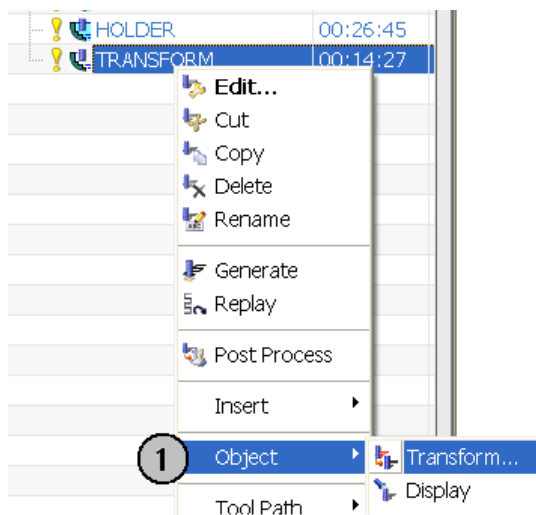 HOLDER 00:26:45
TRANSFORM 00:14:27
Edit...
Cut
Copy
Delete
Rename
Generate
Replay
Post Process
Insert
1 Object Transform...
Display
Tool Path